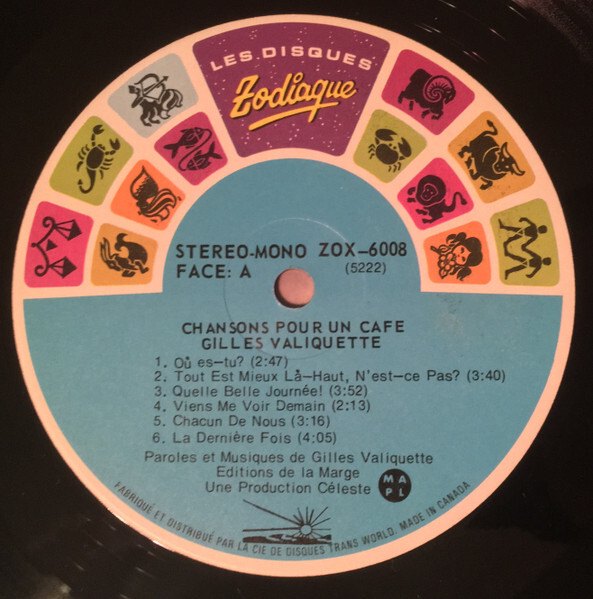 LES DISQUES
Zodiaque
STEREO-MONO ZOX-6008
FACE: A (5222)
CHANSONS POUR UN CAFE
GILLES VALIQUETTE
1. Où es-tu? (2:47)
2. Tout Est Mieux Là-Haut, N'est-ce Pas? (3:40)
3. Quelle Belle Journée! (3:52)
4. Viens Me Voir Demain (2:13)
5. Chacun De Nous (3:16)
6. La Dernière Fois (4:05)
Paroles et Musiques de Gilles Valiquette
Editions de la Marge
Une Production Céleste
M A P L
FABRIQUÉ ET DISTRIBUÉ PAR LA CIE DE DISQUES TRANS WORLD. MADE IN CANADA